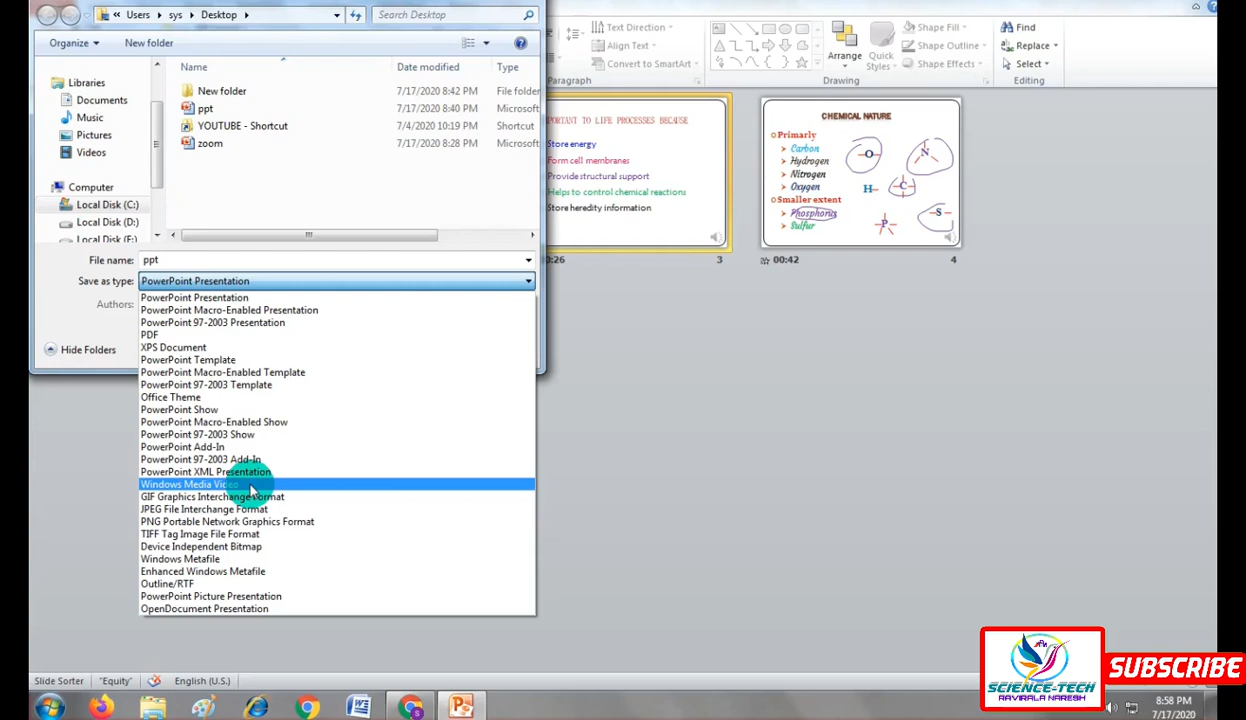 Users ▸ sys ▸ Desktop ▸
Search Desktop
Organize
New folder
Libraries
Documents
Music
Pictures
Videos
Computer
Local Disk (C:)
Local Disk (D:)
Local Disk (E:)
Name Date modified Type
New folder 7/17/2020 8:42 PM File folder
ppt 7/17/2020 8:40 PM Microsoft
YOUTUBE - Shortcut 7/4/2020 10:19 PM Shortcut
zoom 7/17/2020 8:28 PM Microsoft
File name: ppt
Save as type: PowerPoint Presentation
Authors:
Hide Folders
PowerPoint Presentation
PowerPoint Macro-Enabled Presentation
PowerPoint 97-2003 Presentation
PDF
XPS Document
PowerPoint Template
PowerPoint Macro-Enabled Template
PowerPoint 97-2003 Template
Office Theme
PowerPoint Show
PowerPoint Macro-Enabled Show
PowerPoint 97-2003 Show
PowerPoint Add-In
PowerPoint 97-2003 Add-In
PowerPoint XML Presentation
Windows Media Video
GIF Graphics Interchange Format
JPEG File Interchange Format
PNG Portable Network Graphics Format
TIFF Tag Image File Format
Device Independent Bitmap
Windows Metafile
Enhanced Windows Metafile
Outline/RTF
PowerPoint Picture Presentation
OpenDocument Presentation
Text Direction
Align Text
Convert to SmartArt
Paragraph
Arrange
Quick
Styles
Shape Fill
Shape Outline
Shape Effects
Drawing
Find
Replace
Select
Editing
PORTANT TO LIFE PROCESSES BECAUSE
Store energy
Form cell membranes
Provide structural support
Helps to control chemical reactions
Store heredity information
:26 3
CHEMICAL NATURE
Primarily
Carbon
Hydrogen
Nitrogen
Oxygen
Smaller extent
Phosphorus
Sulfur
O
N
H
C
P
S
00:42 4
Slide Sorter
"Equity"
English (U.S.)
SCIENCE-TECH
RAVIRALA NARESH
SUBSCRIBE
8:58 PM
7/17/2020